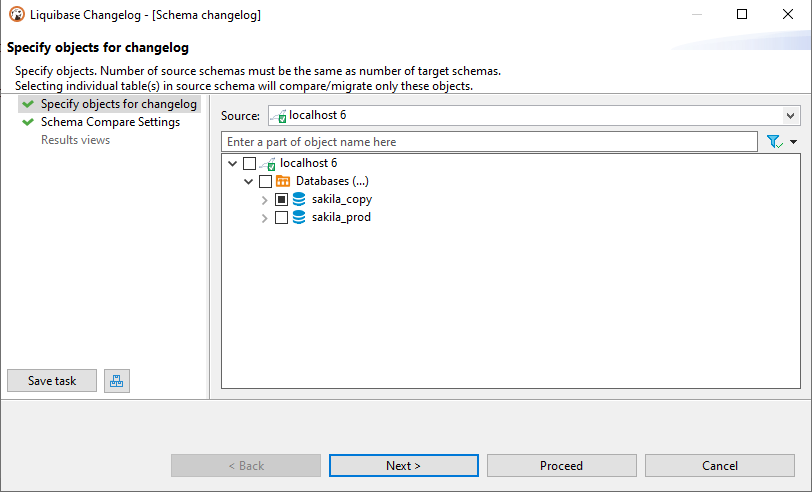 Liquibase Changelog - [Schema changelog]
Specify objects for changelog
Specify objects. Number of source schemas must be the same as number of target schemas.
Selecting individual table(s) in source schema will compare/migrate only these objects.
Specify objects for changelog
Schema Compare Settings
Results views
Source:
localhost 6
Enter a part of object name here
localhost 6
Databases (...)
sakila_copy
sakila_prod
Save task
< Back
Next >
Proceed
Cancel